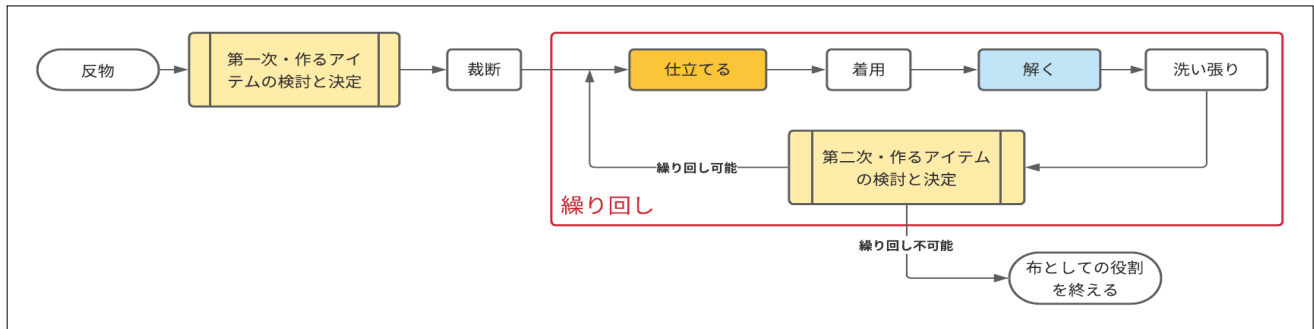 反物
第一次・作るアイ
テムの検討と決定
裁断
仕立てる
着用
解く
洗い張り
第二次・作るアイテム
の検討と決定
繰り回し可能
繰り回し
繰り回し不可能
布としての役割
を終える